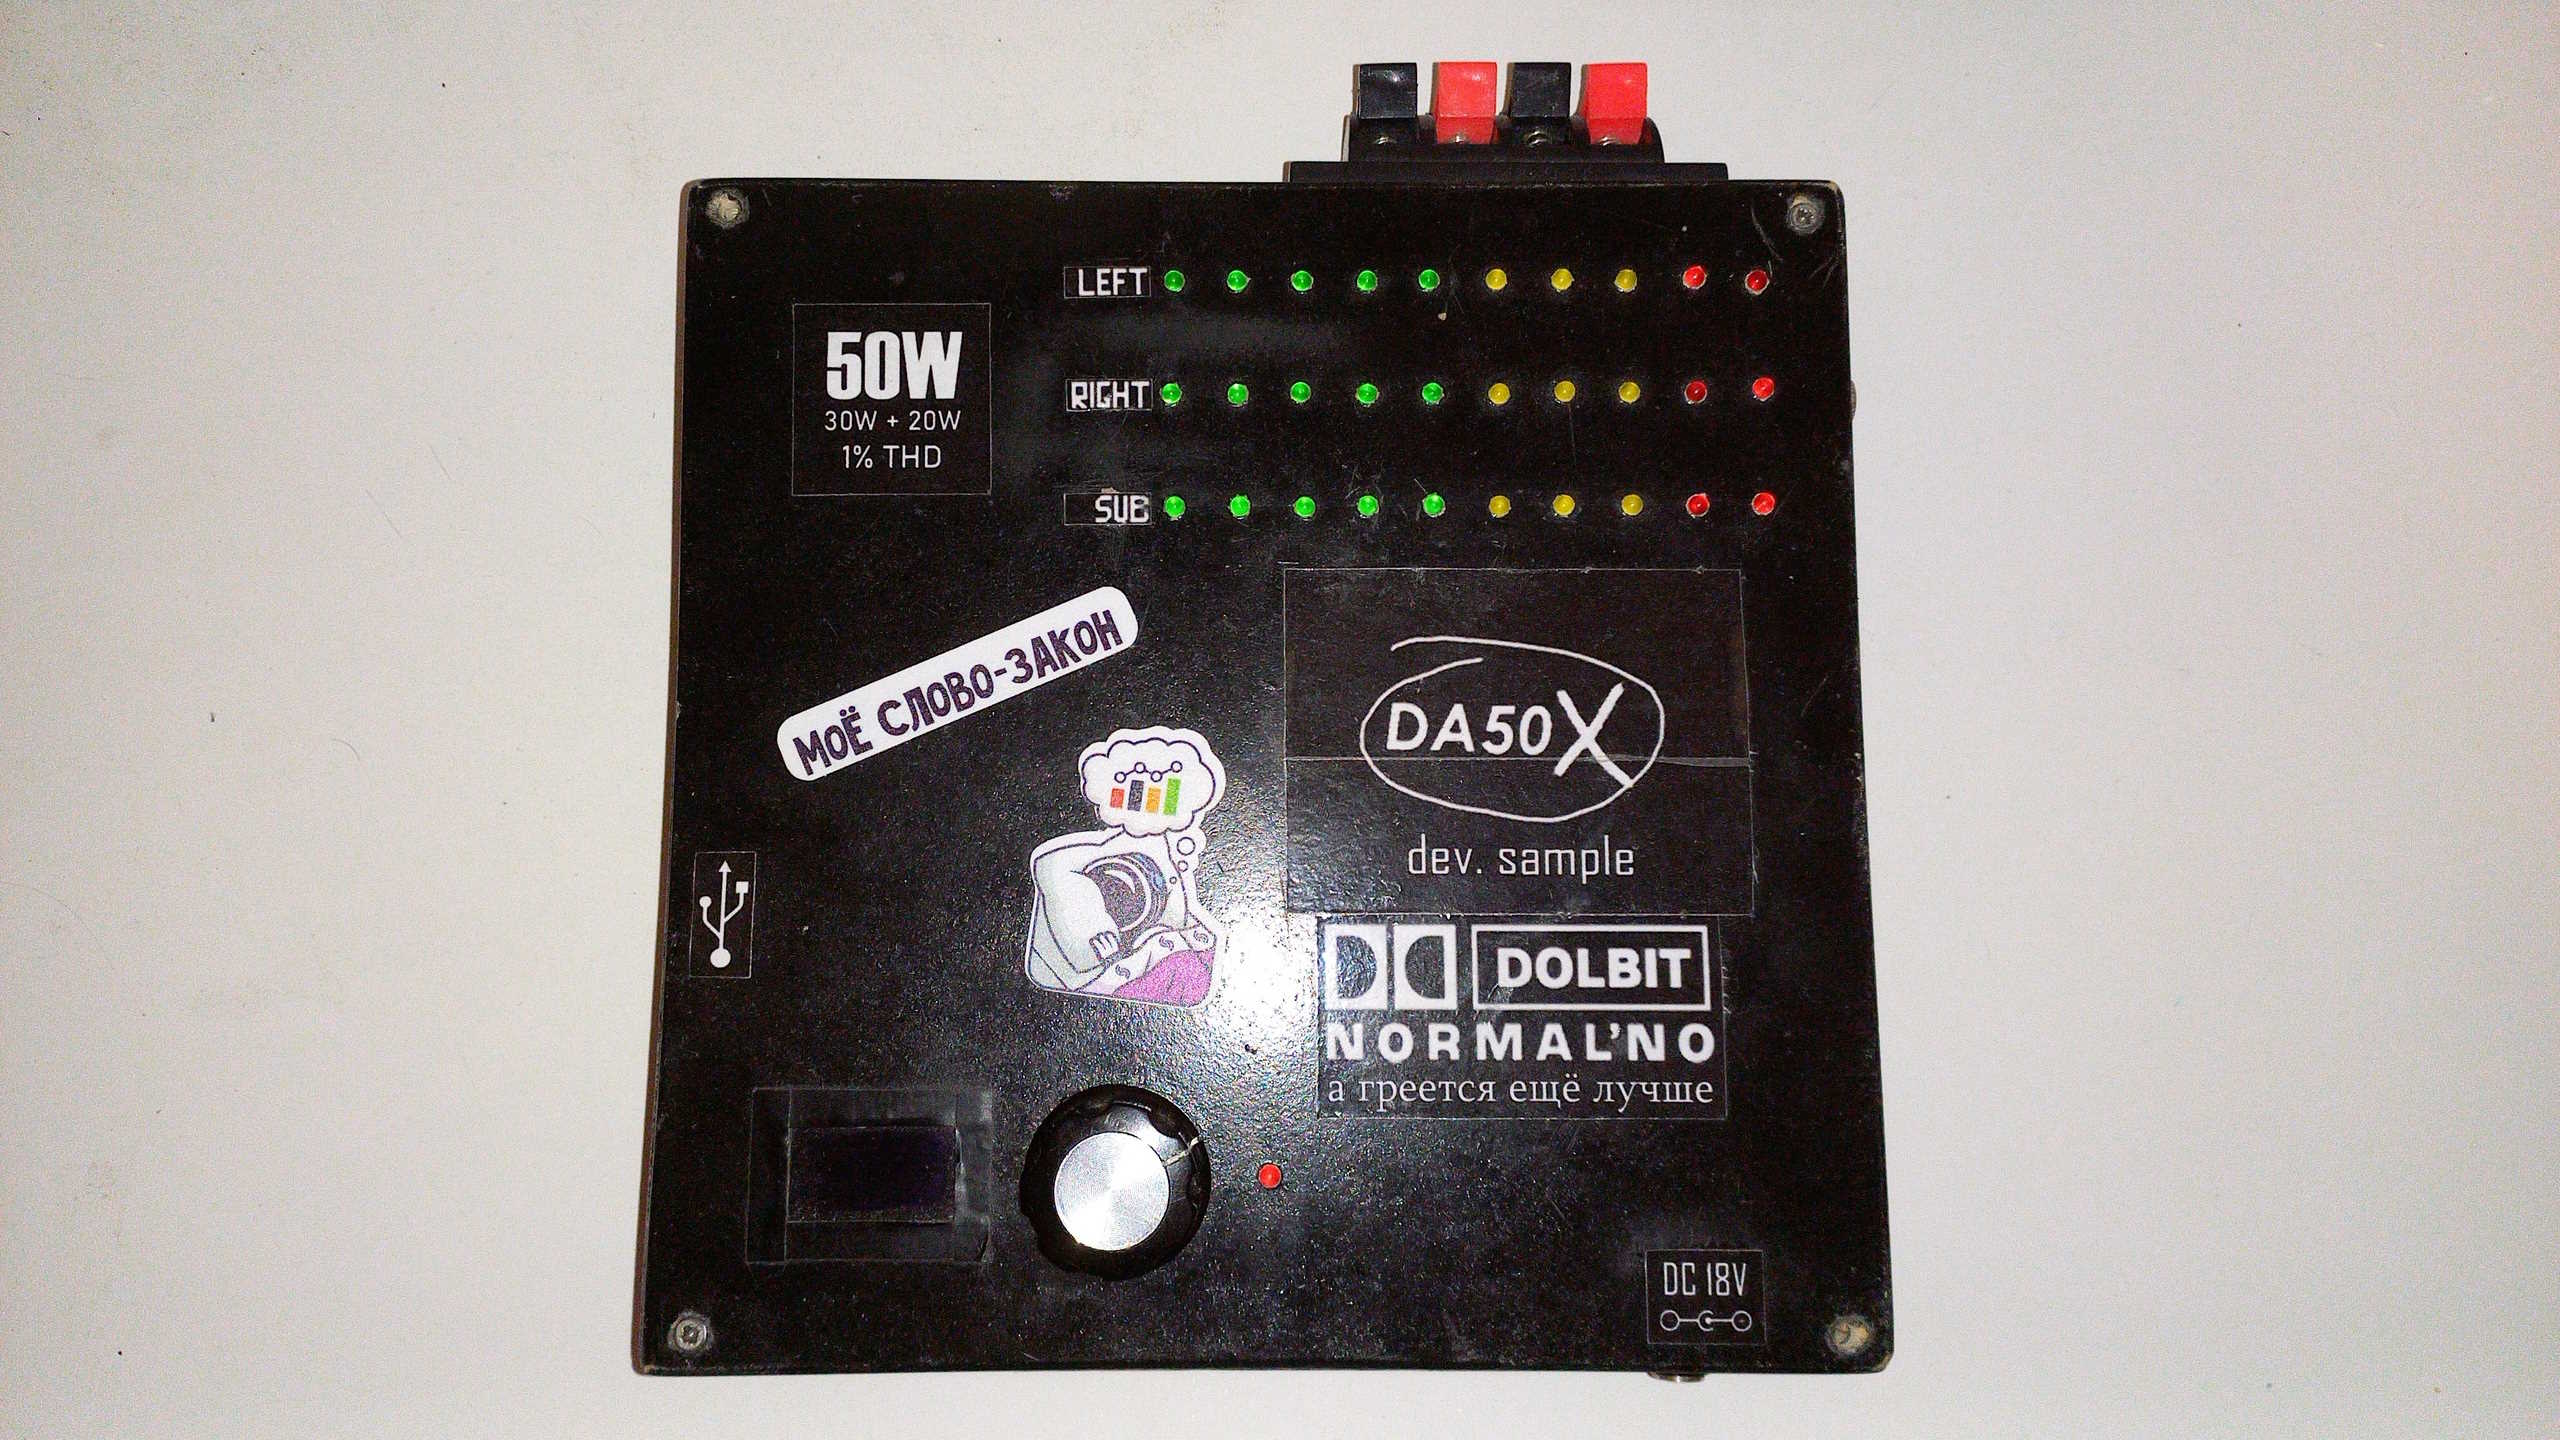 LEFT
50W
30W + 20W
1% THD
RIGHT
SUB
МОЁ СЛОВО-ЗАКОН
DA50X
dev. sample
DOLBIT
NORMAL'NO
а греется ещё лучше
DC 18V